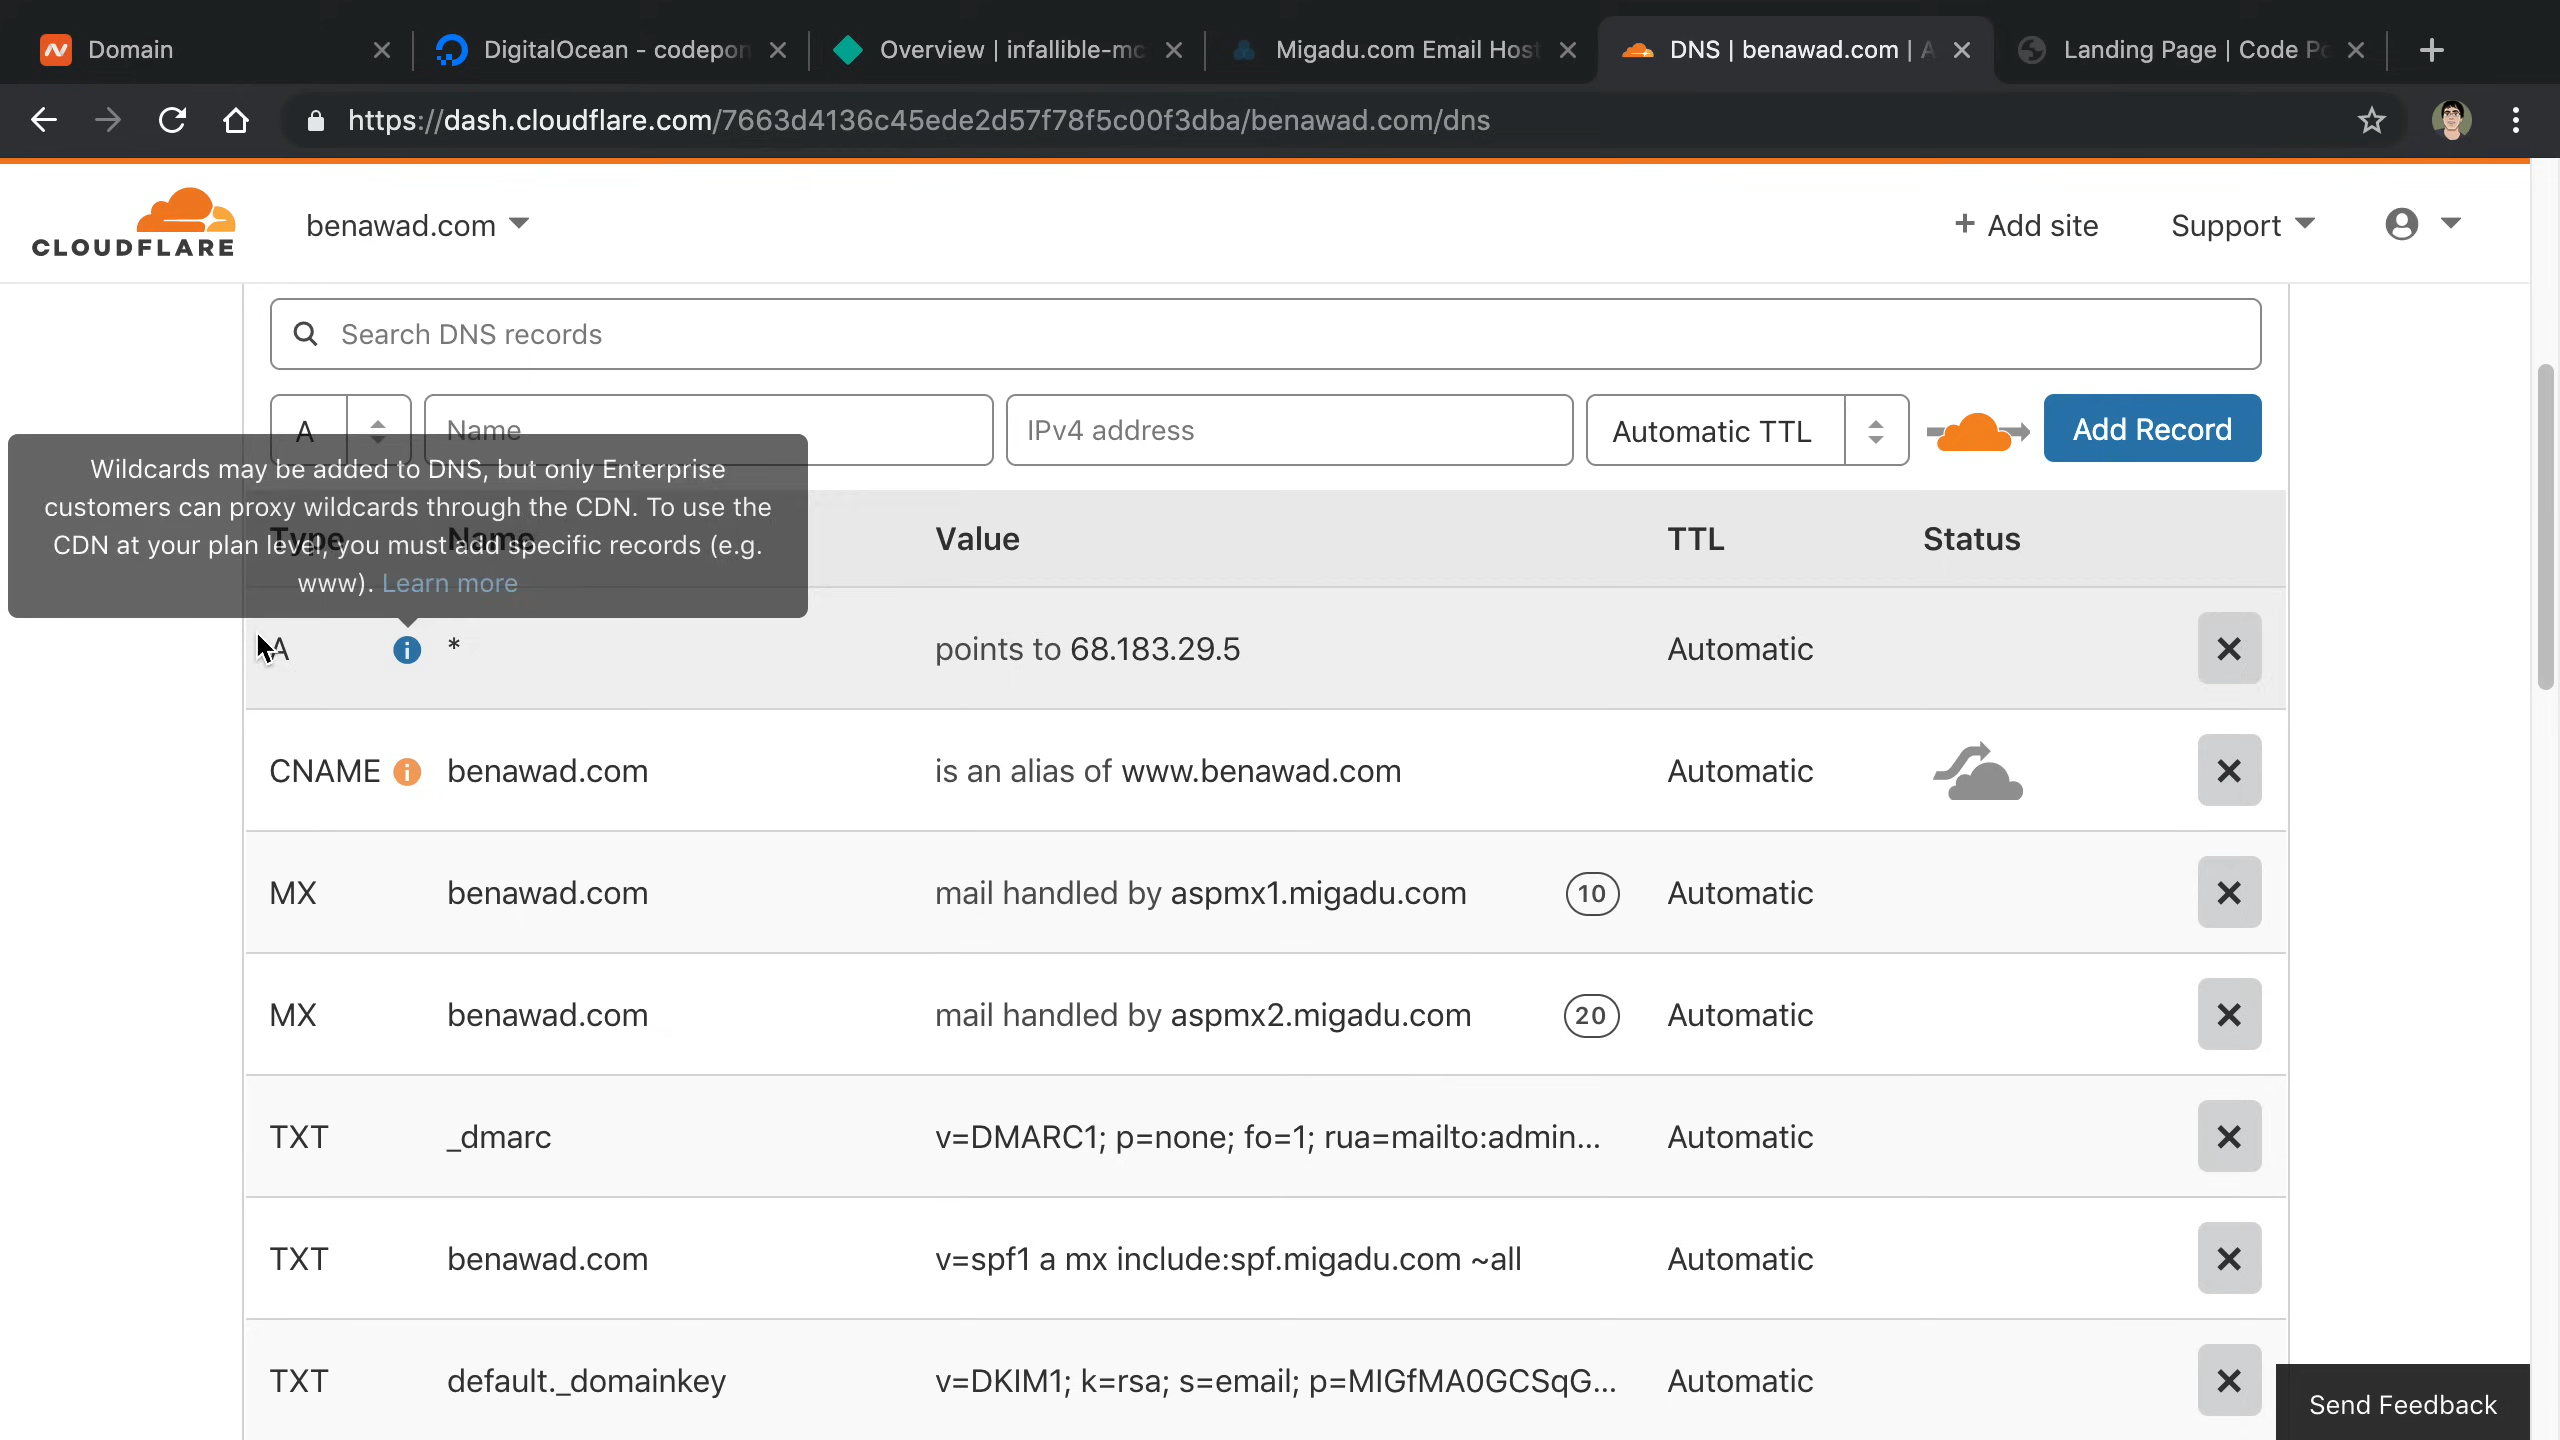 Domain
DigitalOcean - codepon
Overview | infallible-mc
Migadu.com Email Host
DNS | benawad.com | A
Landing Page | Code Po
https://dash.cloudflare.com/7663d4136c45ede2d57f78f5c00f3dba/benawad.com/dns
CLOUDFLARE
benawad.com
+ Add site
Support
Search DNS records
A
Name
IPv4 address
Automatic TTL
Add Record
Wildcards may be added to DNS, but only Enterprise
customers can proxy wildcards through the CDN. To use the
CDN at your plan level, you must add specific records (e.g.
www). Learn more
Type Name Value TTL Status
A * points to 68.183.29.5 Automatic
CNAME benawad.com is an alias of www.benawad.com Automatic
MX benawad.com mail handled by aspmx1.migadu.com 10 Automatic
MX benawad.com mail handled by aspmx2.migadu.com 20 Automatic
TXT _dmarc v=DMARC1; p=none; fo=1; rua=mailto:admin... Automatic
TXT benawad.com v=spf1 a mx include:spf.migadu.com ~all Automatic
TXT default._domainkey v=DKIM1; k=rsa; s=email; p=MIGfMA0GCSqG... Automatic
Send Feedback